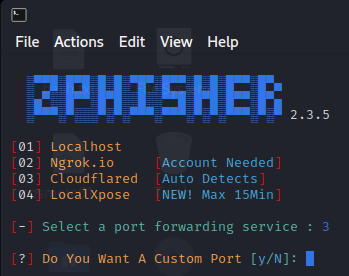 File Actions Edit View Help
ZPHISHER 2.3.5
[01] Localhost
[02] Ngrok.io [Account Needed]
[03] Cloudflared [Auto Detects]
[04] LocalXpose [NEW! Max 15Min]
[-] Select a port forwarding service : 3
[?] Do You Want A Custom Port [y/N]: